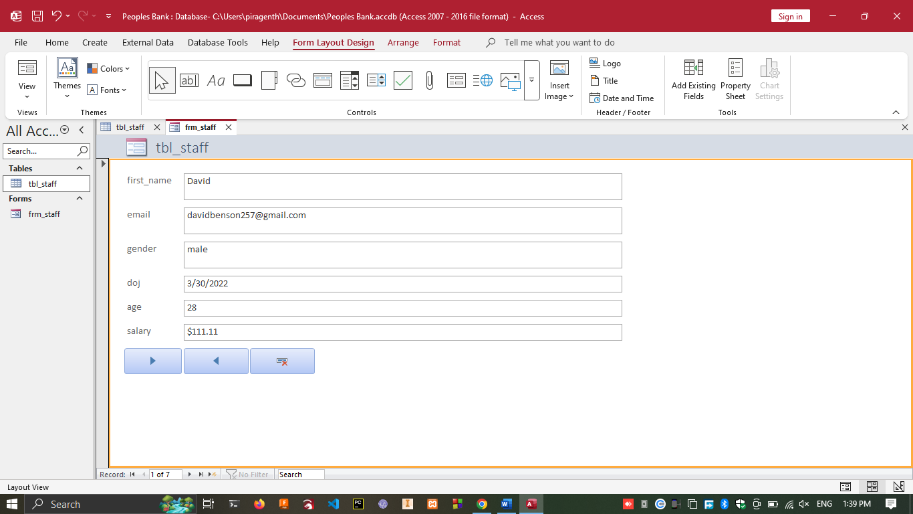 Peoples Bank : Database- C:\Users\piragenth\Documents\Peoples Bank.accdb (Access 2007 - 2016 file format) - Access
Sign in
File Home Create External Data Database Tools Help Form Layout Design Arrange Format Tell me what you want to do
View
Views
Themes
Colors
Fonts
Themes
Aa
Controls
Insert
Image
Logo
Title
Date and Time
Header / Footer
Add Existing
Fields
Property
Sheet
Chart
Settings
Tools
All Acc...
Search...
Tables
tbl_staff
Forms
frm_staff
tbl_staff
frm_staff
tbl_staff
first_name David
email davidbenson257@gmail.com
gender male
doj 3/30/2022
age 28
salary $111.11
Record: 1 of 7 No Filter Search
Layout View
Search
ENG 1:39 PM